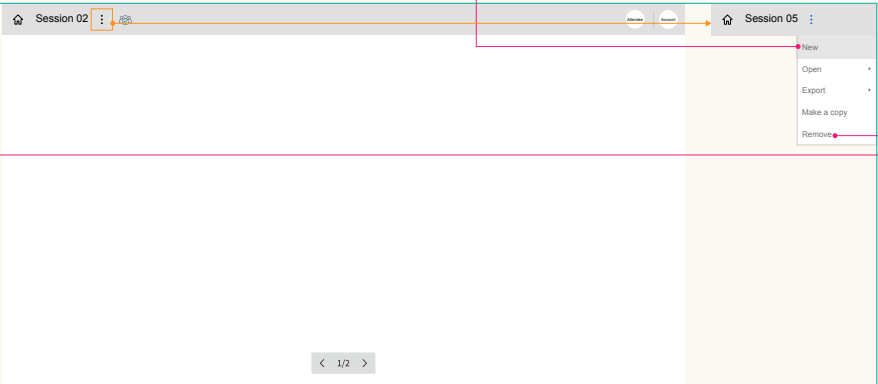 Session 02
Attendee
Account
Session 05
New
Open
Export
Make a copy
Remove
1/2